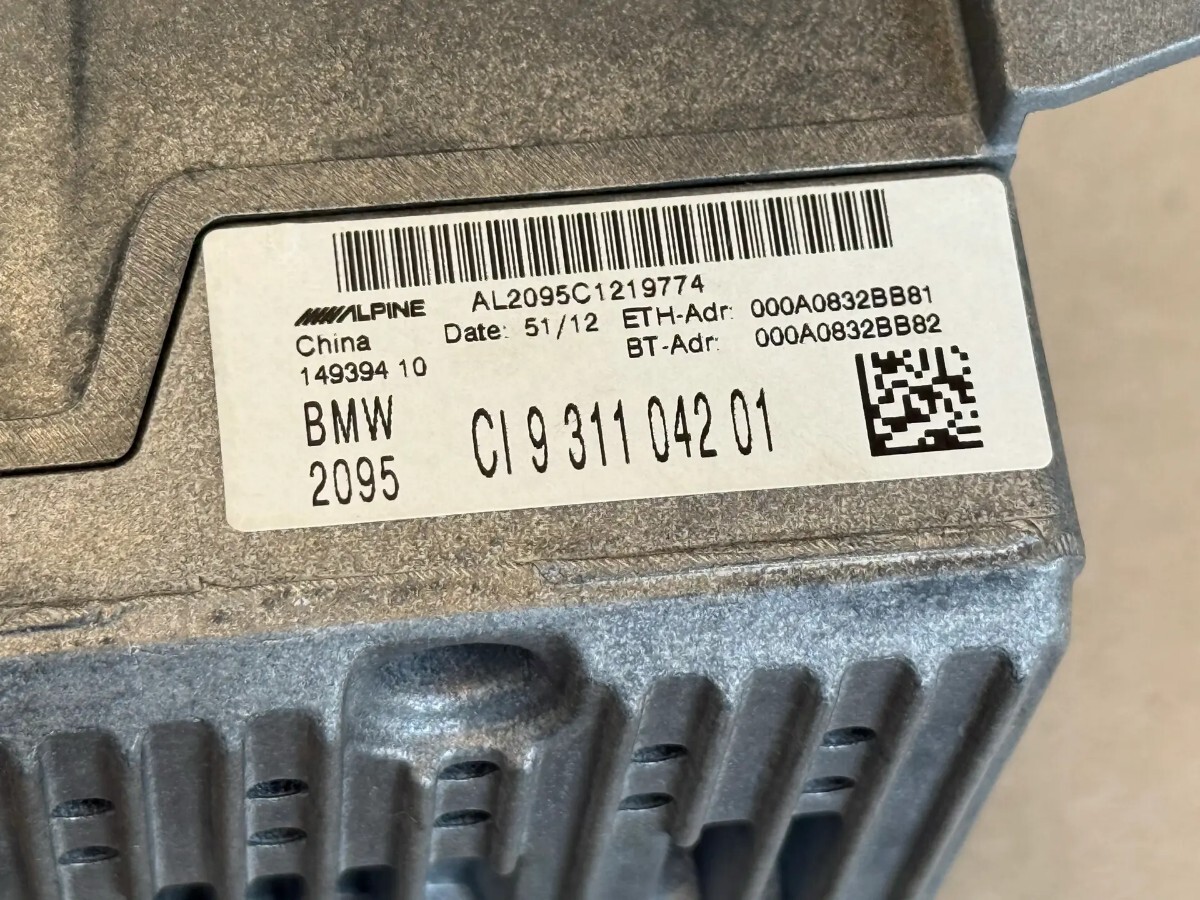 AL2095C1219774
ALPINE
Date: 51/12 ETH-Adr: 000A0832BB81
China
BT-Adr: 000A0832BB82
149394 10
BMW
CI 9 311 042 01
2095